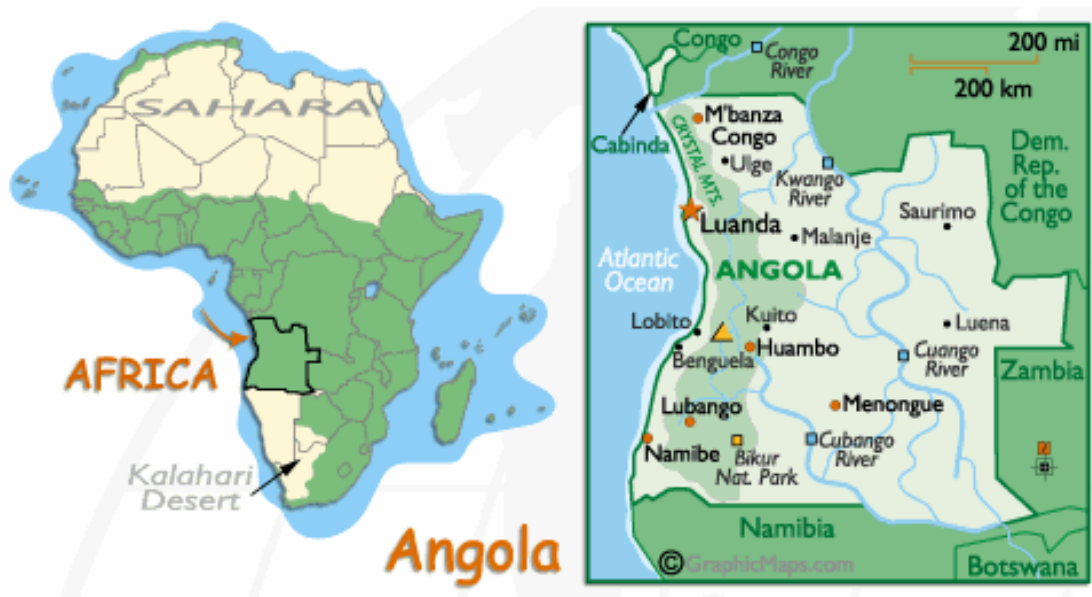 SAHARA
AFRICA
Kalahari
Desert
Angola
Congo
Congo
River
200 mi
200 km
Cabinda
M'banza
Congo
CRYSTAL MTS.
Ulge
Kwango
River
Dem.
Rep.
of the
Congo
Luanda
Saurimo
Malanje
Atlantic
Ocean
ANGOLA
Lobito
Kuito
Luena
Benguela
Huambo
Cuango
River
Zambia
Lubango
Menongue
Namibe
Bikur
Nat. Park
Cubango
River
N
Namibia
Botswana
©GraphicMaps.com